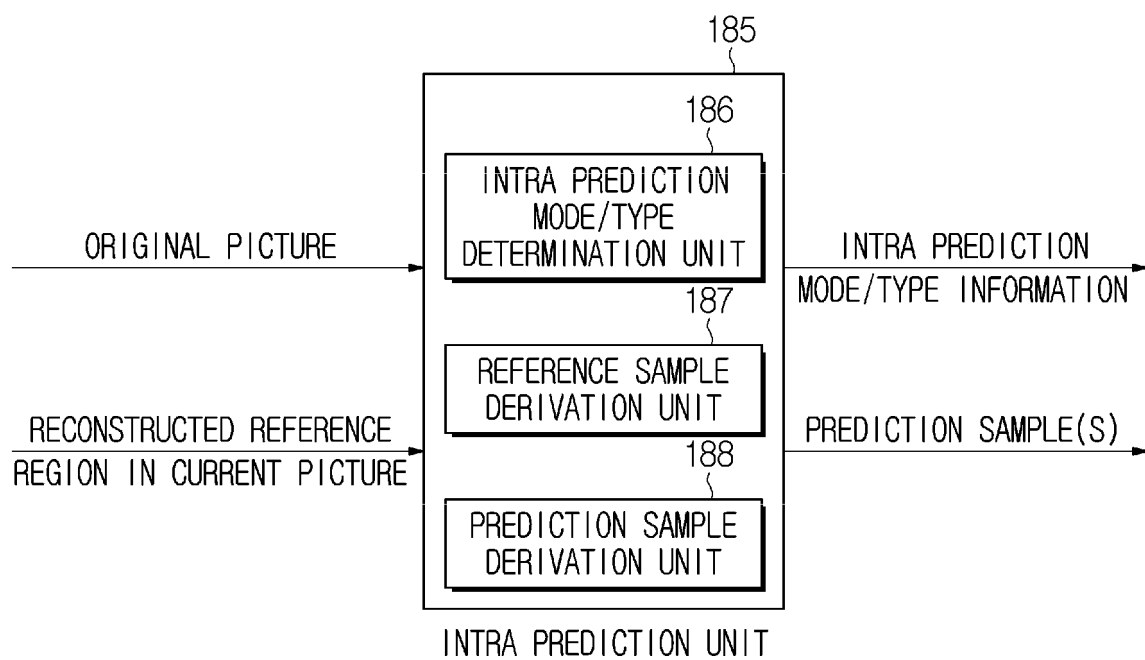 185
186
INTRA PREDICTION
MODE/TYPE
DETERMINATION UNIT
ORIGINAL PICTURE
INTRA PREDICTION
MODE/TYPE INFORMATION
187
REFERENCE SAMPLE
DERIVATION UNIT
RECONSTRUCTED REFERENCE
REGION IN CURRENT PICTURE
PREDICTION SAMPLE(S)
188
PREDICTION SAMPLE
DERIVATION UNIT
INTRA PREDICTION UNIT